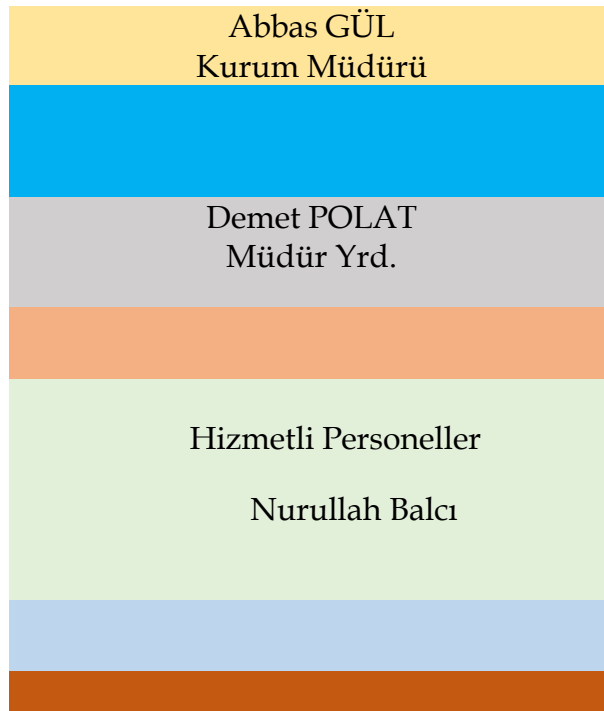 Abbas GÜL
Kurum Müdürü
Demet POLAT
Müdür Yrd.
Hizmetli Personeller
Nurullah Balcı